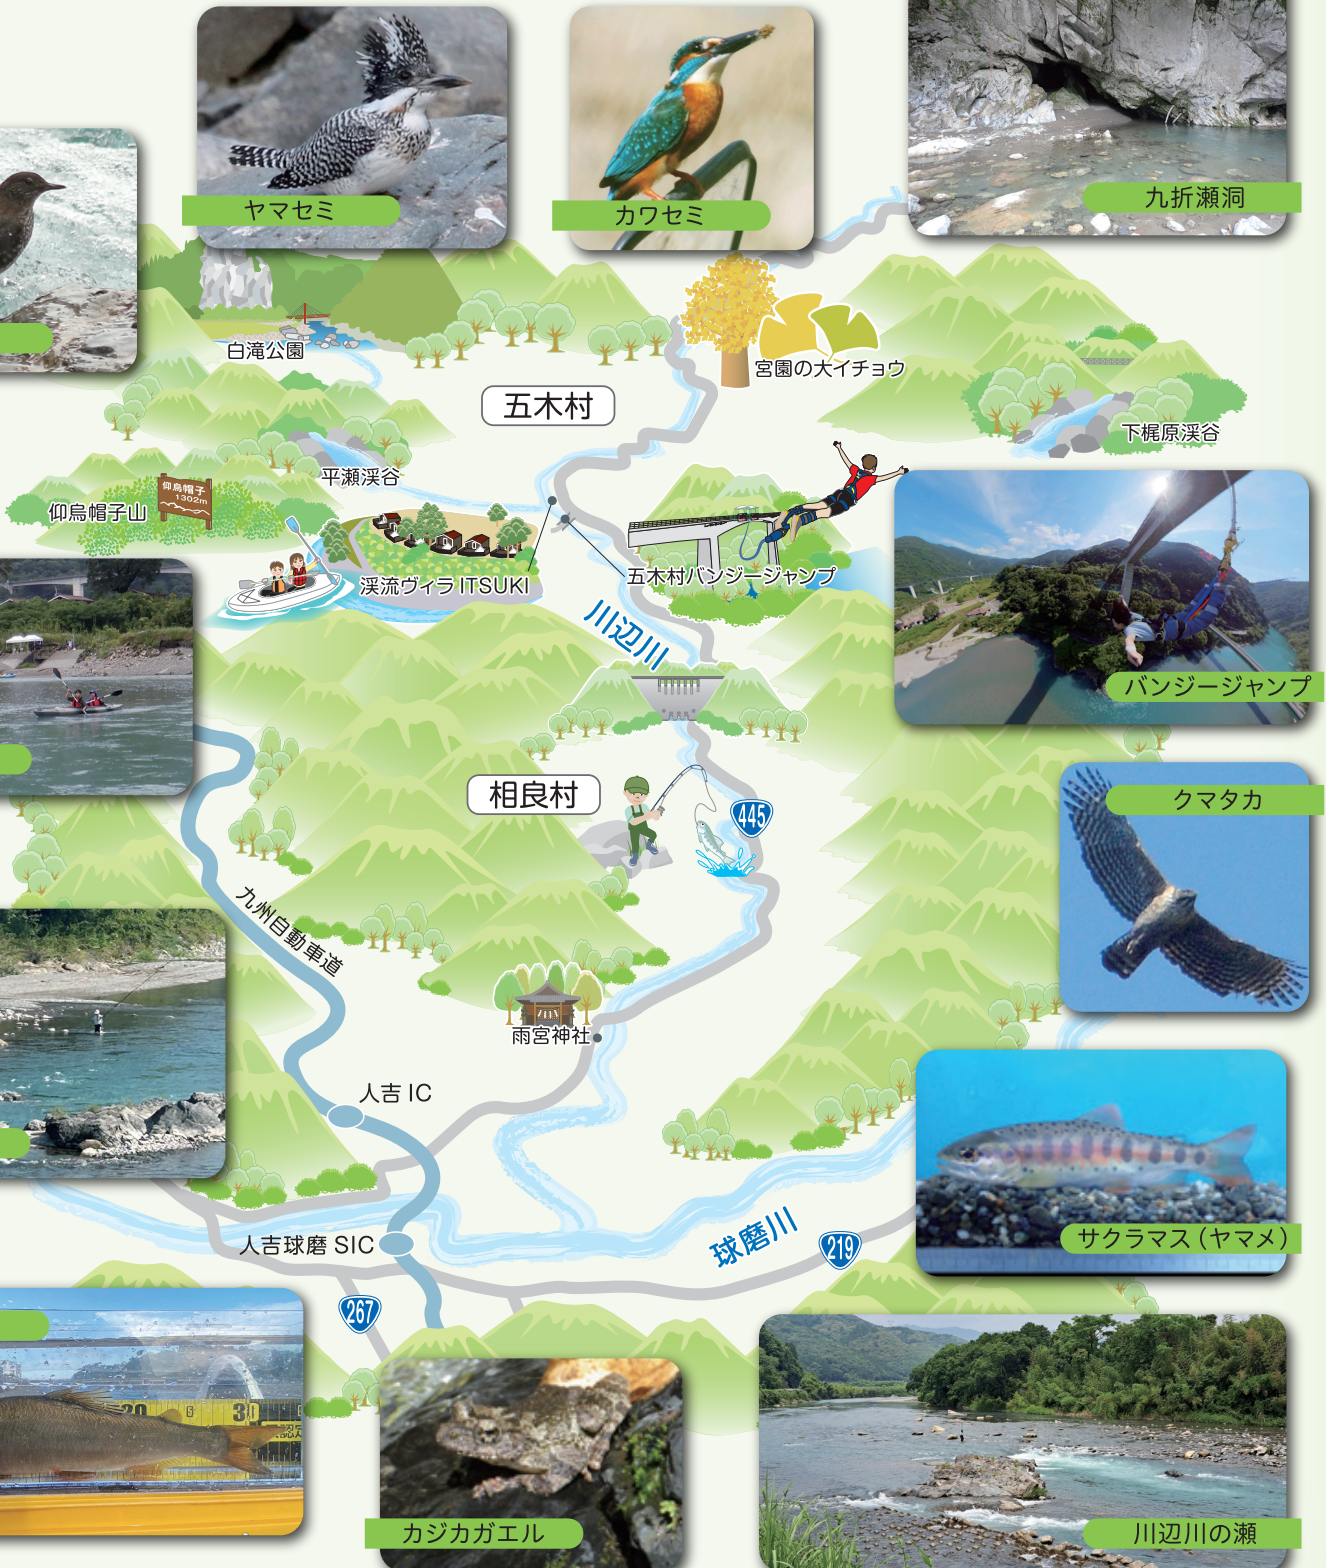 ヤマセミ
カワセミ
九折瀬洞
白滝公園
宮園の大イチョウ
五木村
下梶原渓谷
平瀬渓谷
仰烏帽子山
仰烏帽子
1302m
渓流ヴィラ ITSUKI
五木村バンジージャンプ
川辺川
バンジージャンプ
相良村
445
クマタカ
九州自動車道
雨宮神社
人吉 IC
人吉球磨 SIC
球磨川
219
サクラマス(ヤマメ)
267
カジカガエル
川辺川の瀬